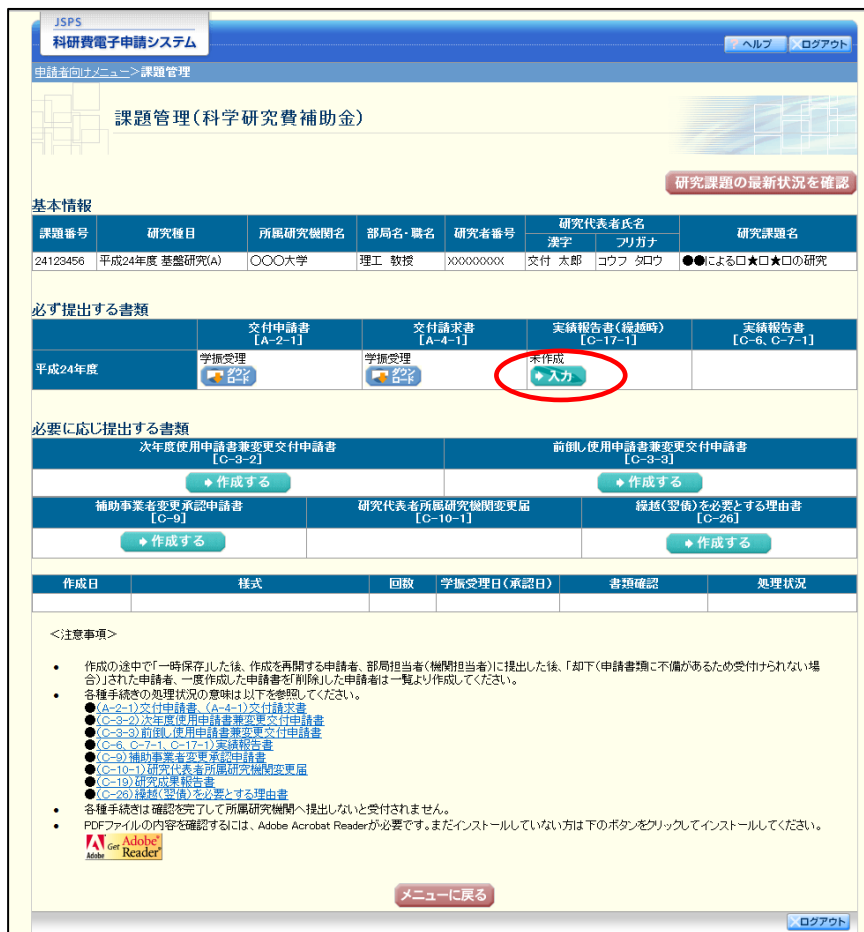 JSPS
科研費電子申請システム
? ヘルプ
ログアウト
申請者向けメニュー>課題管理
課題管理(科学研究費補助金)
研究課題の最新状況を確認
基本情報
課題番号 研究種目 所属研究機関名 部局名・職名 研究者番号 研究代表者氏名 研究課題名
漢字 フリガナ
24123456 平成24年度 基盤研究(A) 〇〇〇大学 理工 教授 XXXXXXXX 交付 太郎 コウフ タロウ ●●による□★□★□の研究
必ず提出する書類
交付申請書 交付請求書 実績報告書(繰越時) 実績報告書
[A-2-1] [A-4-1] [C-17-1] [C-6、C-7-1]
平成24年度 学振受理 学振受理 未作成
ダウンロード ダウンロード 入力
必要に応じ提出する書類
次年度使用申請書兼変更交付申請書 前倒し使用申請書兼変更交付申請書
[C-3-2] [C-3-3]
作成する 作成する
補助事業者変更承認申請書 研究代表者所属研究機関変更届 繰越(翌債)を必要とする理由書
[C-9] [C-10-1] [C-26]
作成する 作成する
作成日 様式 回数 学振受理日(承認日) 書類確認 処理状況
<注意事項>
• 作成の途中で「一時保存」した後、作成を再開する申請者、部局担当者(機関担当者)に提出した後、「却下(申請書類に不備があるため受付けられない場
合)」された申請者、一度作成した申請書を「削除」した申請者は一覧より作成してください。
• 各種手続きの処理状況の意味は以下を参照してください。
●(A-2-1)交付申請書、(A-4-1)交付請求書
●(C-3-2)次年度使用申請書兼変更交付申請書
●(C-3-3)前倒し使用申請書兼変更交付申請書
●(C-6、C-7-1、C-17-1)実績報告書
●(C-9)補助事業者変更承認申請書
●(C-10-1)研究代表者所属研究機関変更届
●(C-19)研究成果報告書
●(C-26)繰越(翌債)を必要とする理由書
• 各種手続きは確認を完了して所属研究機関へ提出しないと受付されません。
• PDFファイルの内容を確認するには、Adobe Acrobat Readerが必要です。まだインストールしていない方は下のボタンをクリックしてインストールしてください。
Adobe Get Adobe® Reader®
メニューに戻る
ログアウト